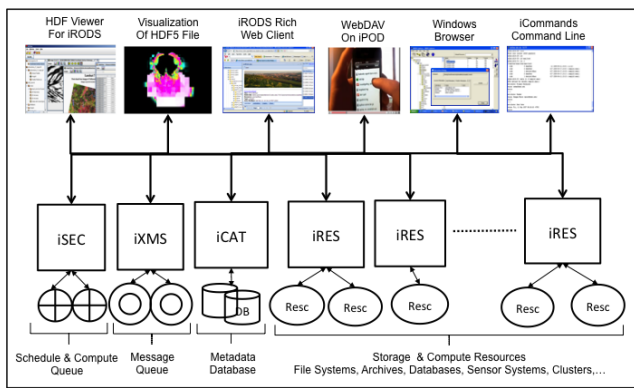 HDF Viewer
For iRODS
Visualization
Of HDF5 File
iRODS Rich
Web Client
WebDAV
On iPOD
Windows
Browser
iCommands
Command Line
iSEC
iXMS
iCAT
iRES
iRES
iRES
DB
Resc
Resc
Resc
Resc
Resc
Schedule & Compute
Queue
Message
Queue
Metadata
Database
Storage & Compute Resources
File Systems, Archives, Databases, Sensor Systems, Clusters,...